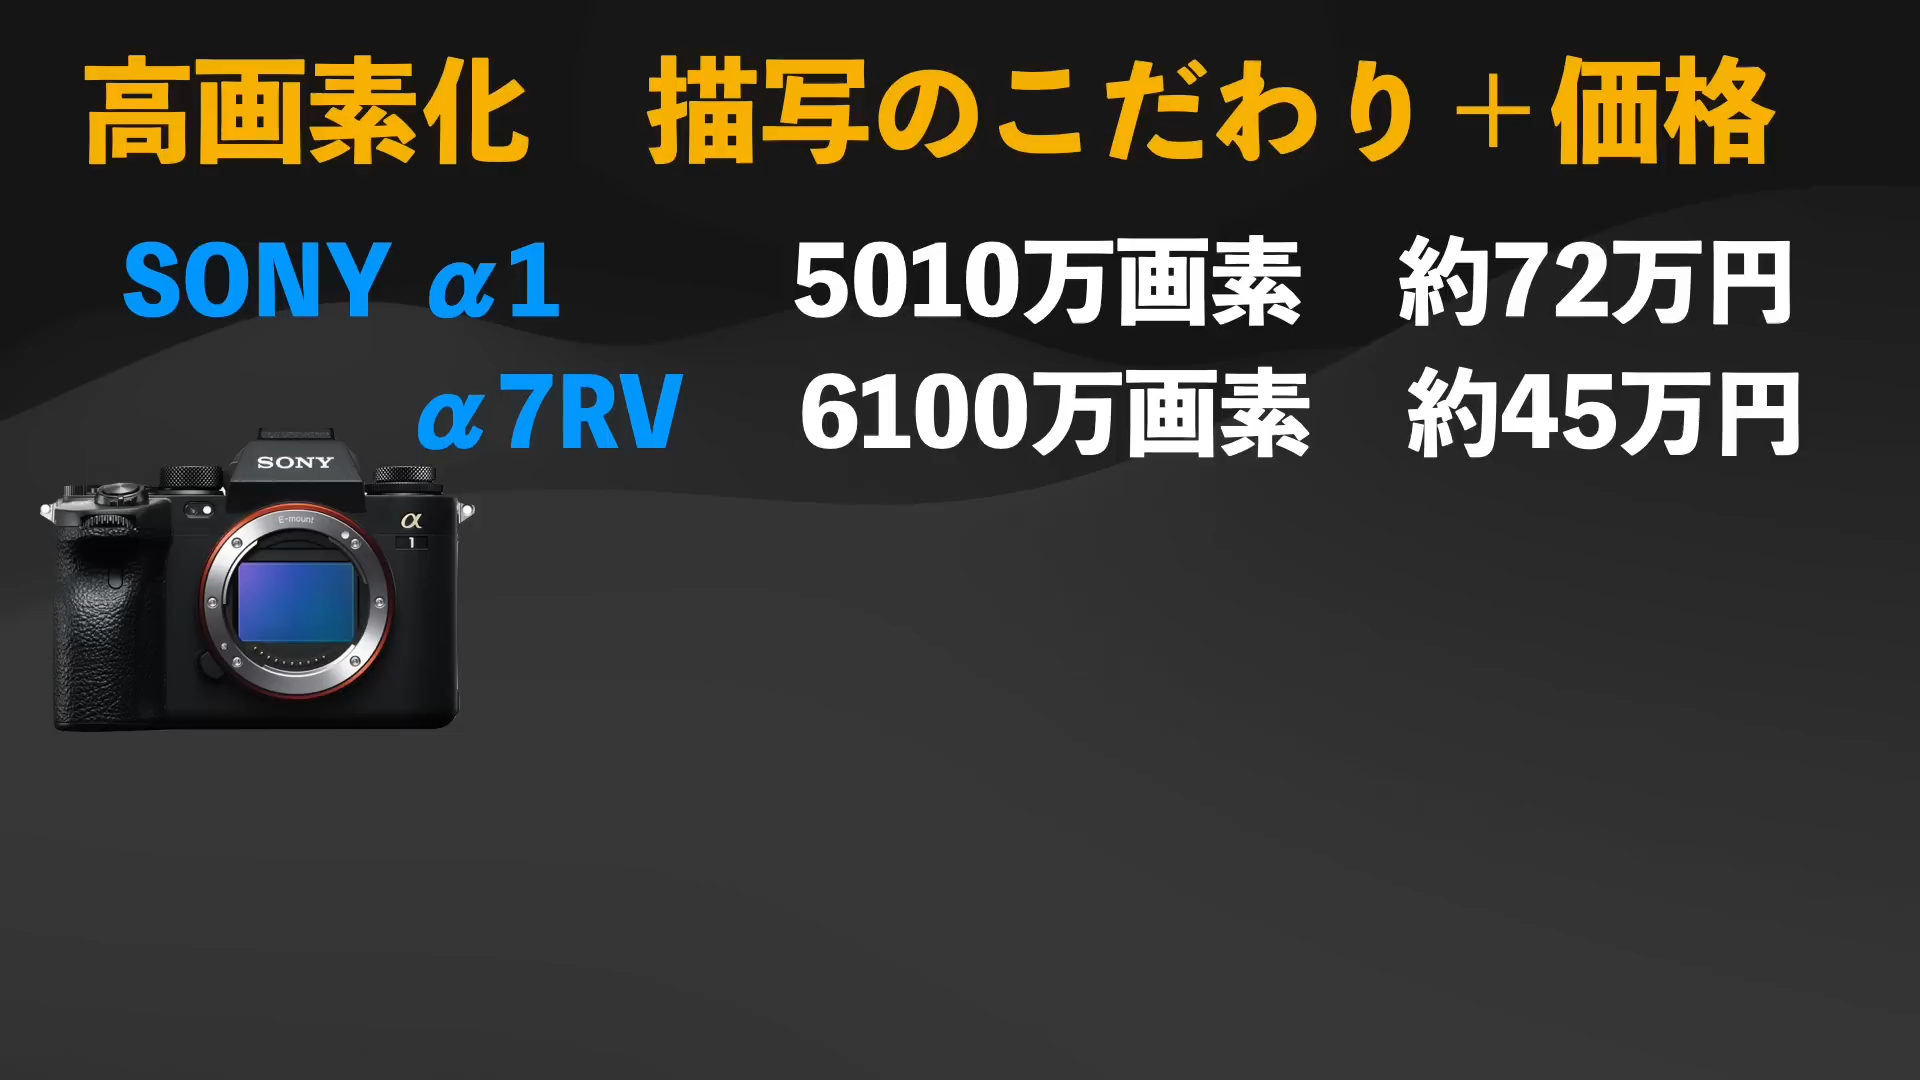 高画素化　描写のこだわり＋価格
SONY α1　5010万画素　約72万円
α7RV　6100万画素　約45万円
SONY
E-mount
α
1